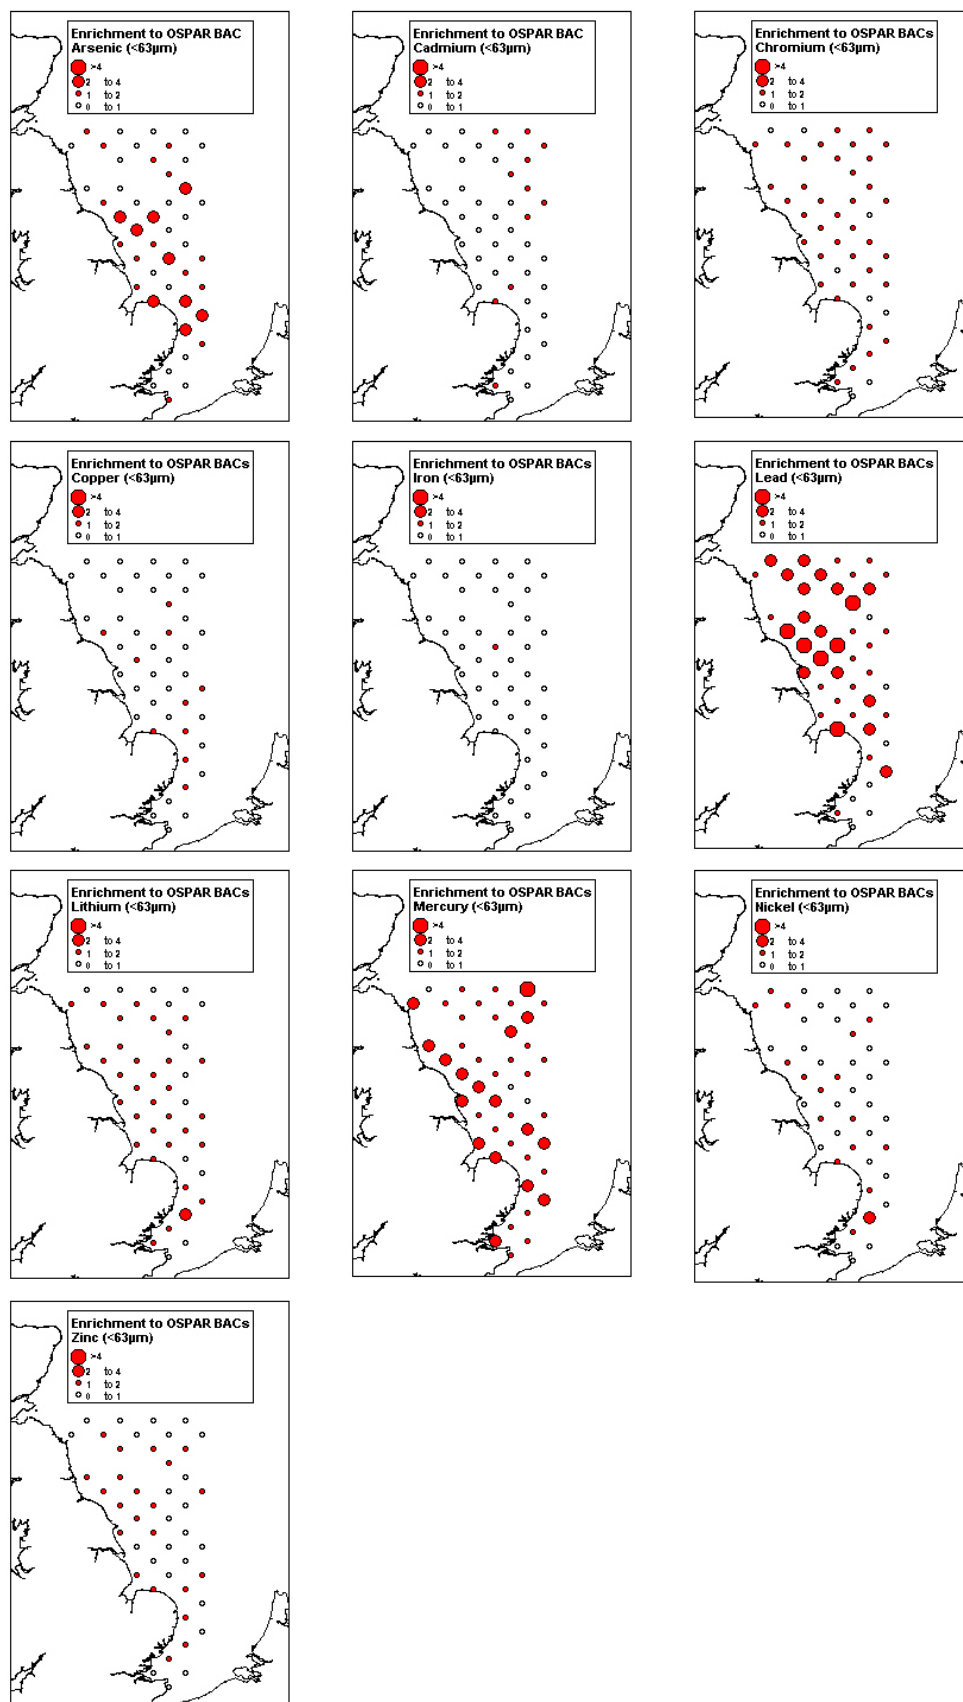 Enrichment to OSPAR BAC
Arsenic (<63µm)
>4
2 to 4
1 to 2
0 to 1
Enrichment to OSPAR BAC
Cadmium (<63µm)
>4
2 to 4
1 to 2
0 to 1
Enrichment to OSPAR BACs
Chromium (<63µm)
>4
2 to 4
1 to 2
0 to 1
Enrichment to OSPAR BACs
Copper (<63µm)
>4
2 to 4
1 to 2
0 to 1
Enrichment to OSPAR BACs
Iron (<63µm)
>4
2 to 4
1 to 2
0 to 1
Enrichment to OSPAR BACs
Lead (<63µm)
>4
2 to 4
1 to 2
0 to 1
Enrichment to OSPAR BACs
Lithium (<63µm)
>4
2 to 4
1 to 2
0 to 1
Enrichment to OSPAR BACs
Mercury (<63µm)
>4
2 to 4
1 to 2
0 to 1
Enrichment to OSPAR BACs
Nickel (<63µm)
>4
2 to 4
1 to 2
0 to 1
Enrichment to OSPAR BACs
Zinc (<63µm)
>4
2 to 4
1 to 2
0 to 1